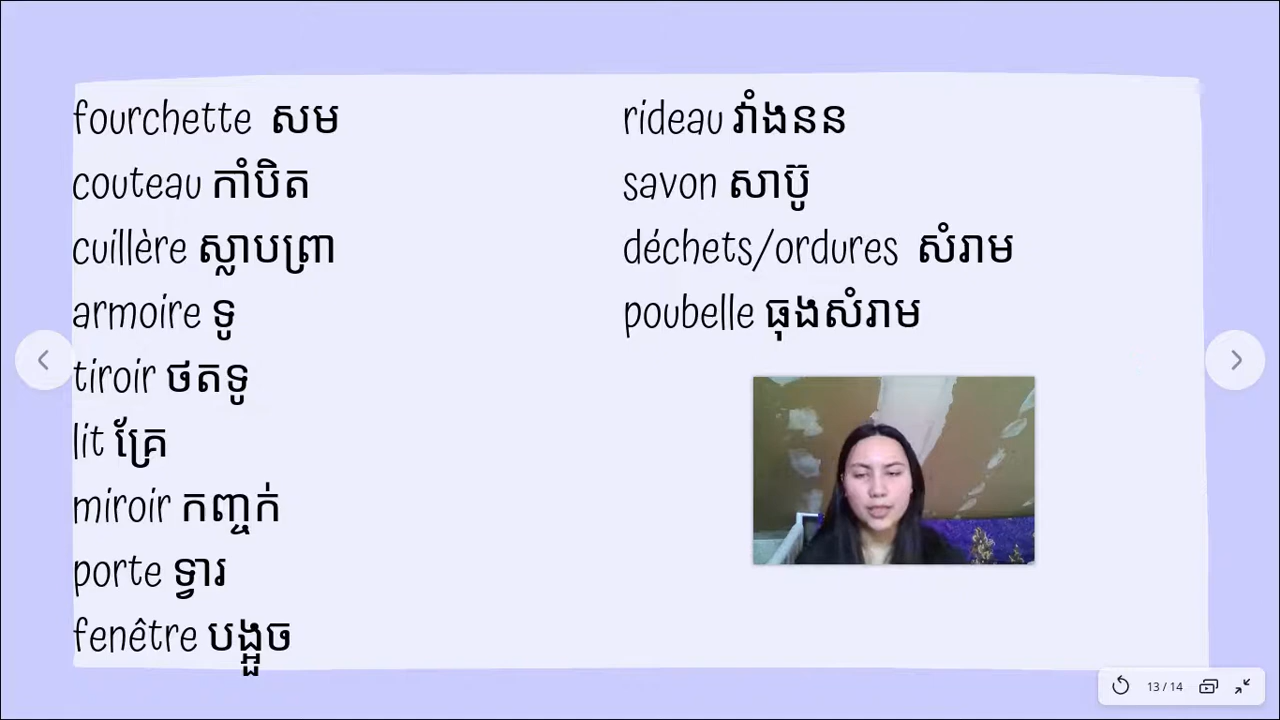 fourchette សម
couteau កាំបិត
cuillère ស្លាបព្រា
armoire ទូ
tiroir ថតទូ
lit គ្រែ
miroir កញ្ចក់
porte ទ្វារ
fenêtre បង្អួច
rideau វាំងនន
savon សាប៊ូ
déchets/ordures សំរាម
poubelle ធុងសំរាម
13 / 14